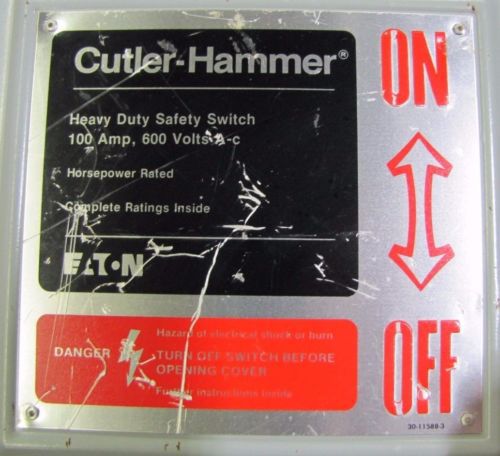 Cutler-Hammer®
Heavy Duty Safety Switch
100 Amp, 600 Volts A-c
Horsepower Rated
Complete Ratings Inside
EATON
ON
OFF
DANGER
Hazard of electrical shock or burn
TURN OFF SWITCH BEFORE
OPENING COVER
Further instructions inside
30-11588-3